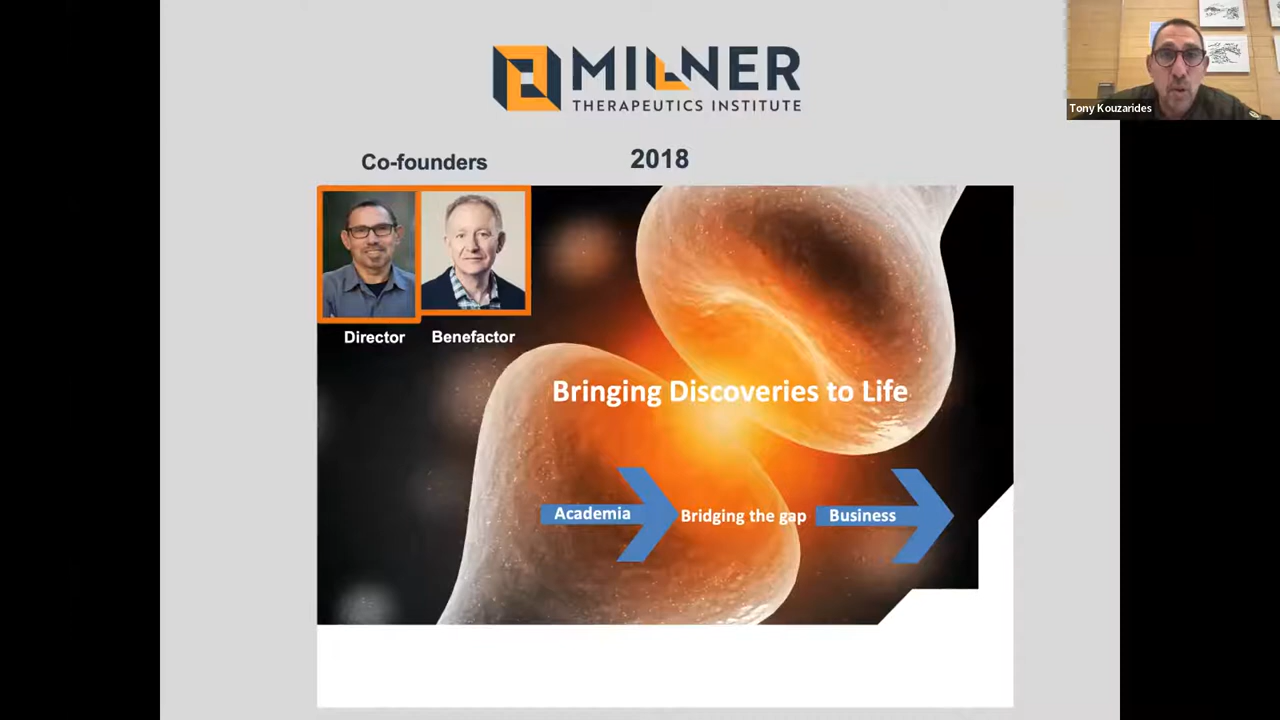 MILNER
THERAPEUTICS INSTITUTE
Tony Kouzarides
Co-founders
2018
Director
Benefactor
Bringing Discoveries to Life
Academia
Bridging the gap
Business